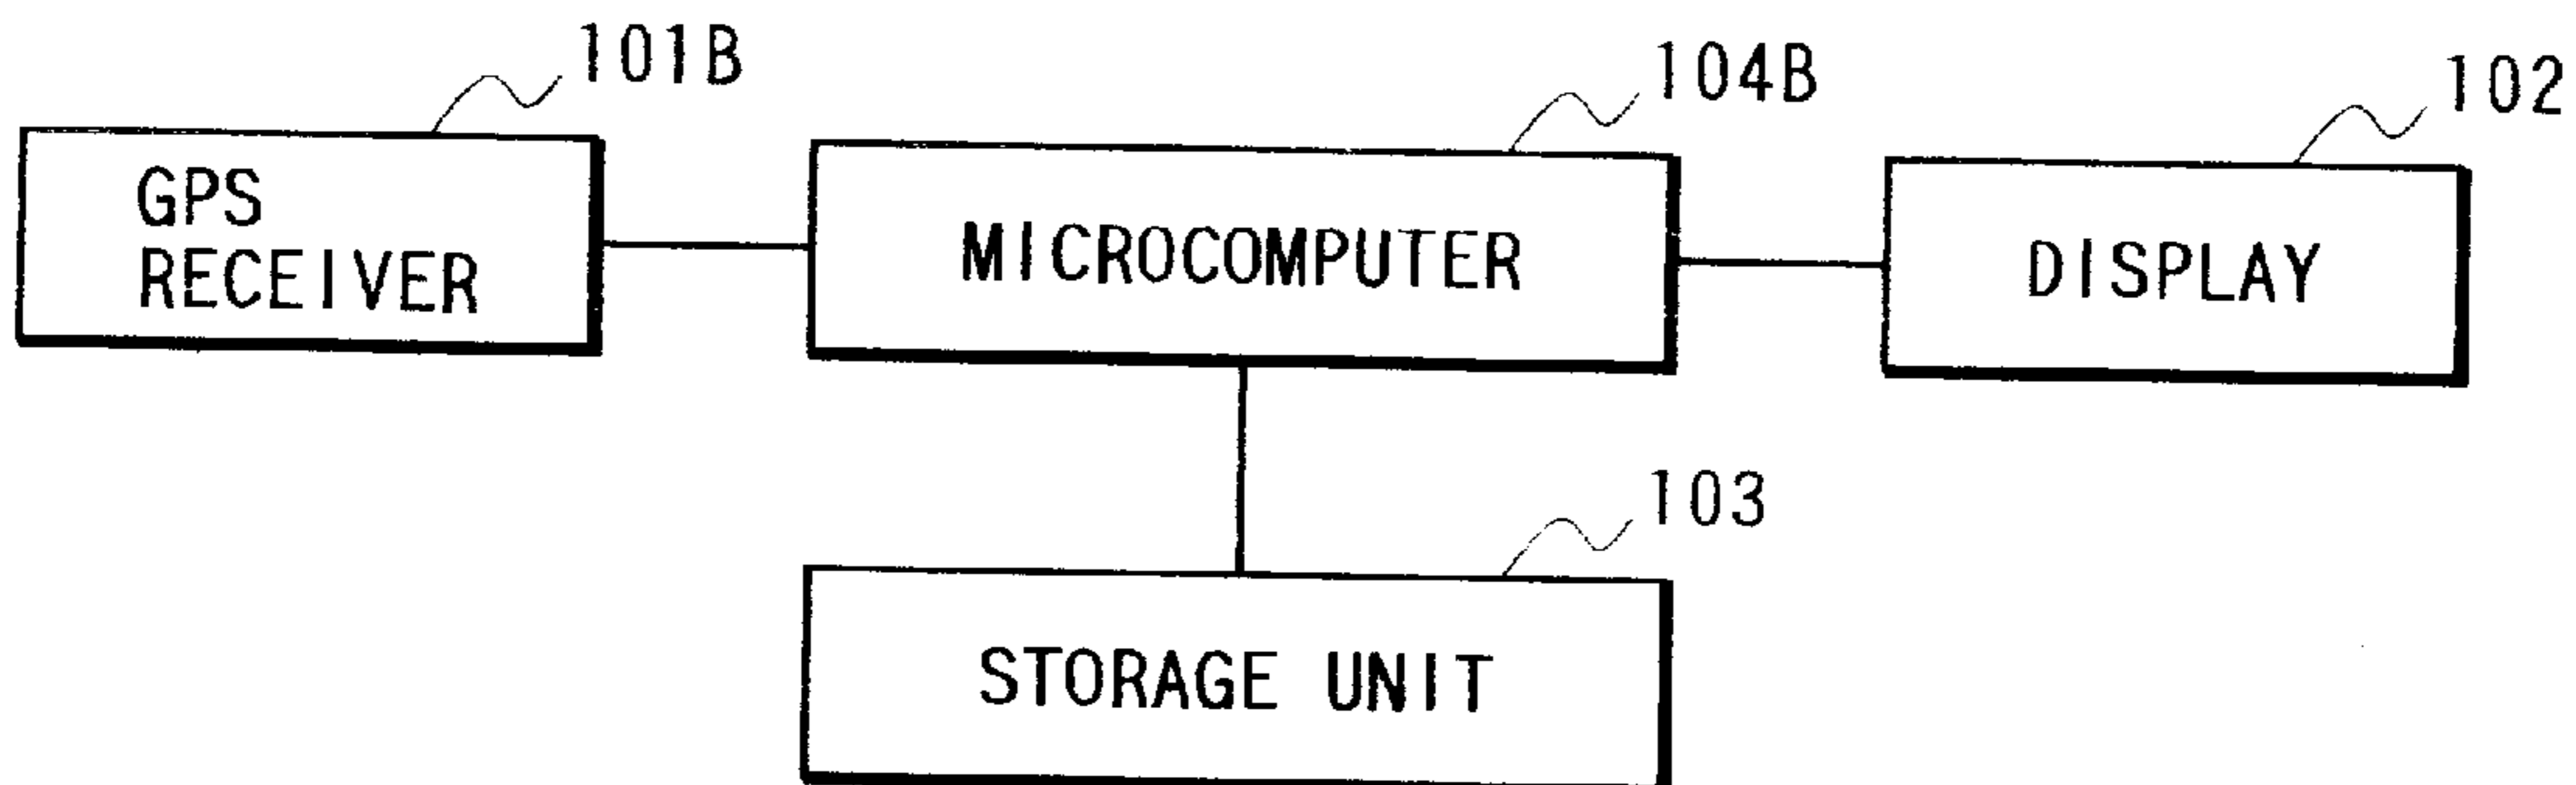 101B
104B
102
GPS
RECEIVER
MICROCOMPUTER
DISPLAY
103
STORAGE UNIT